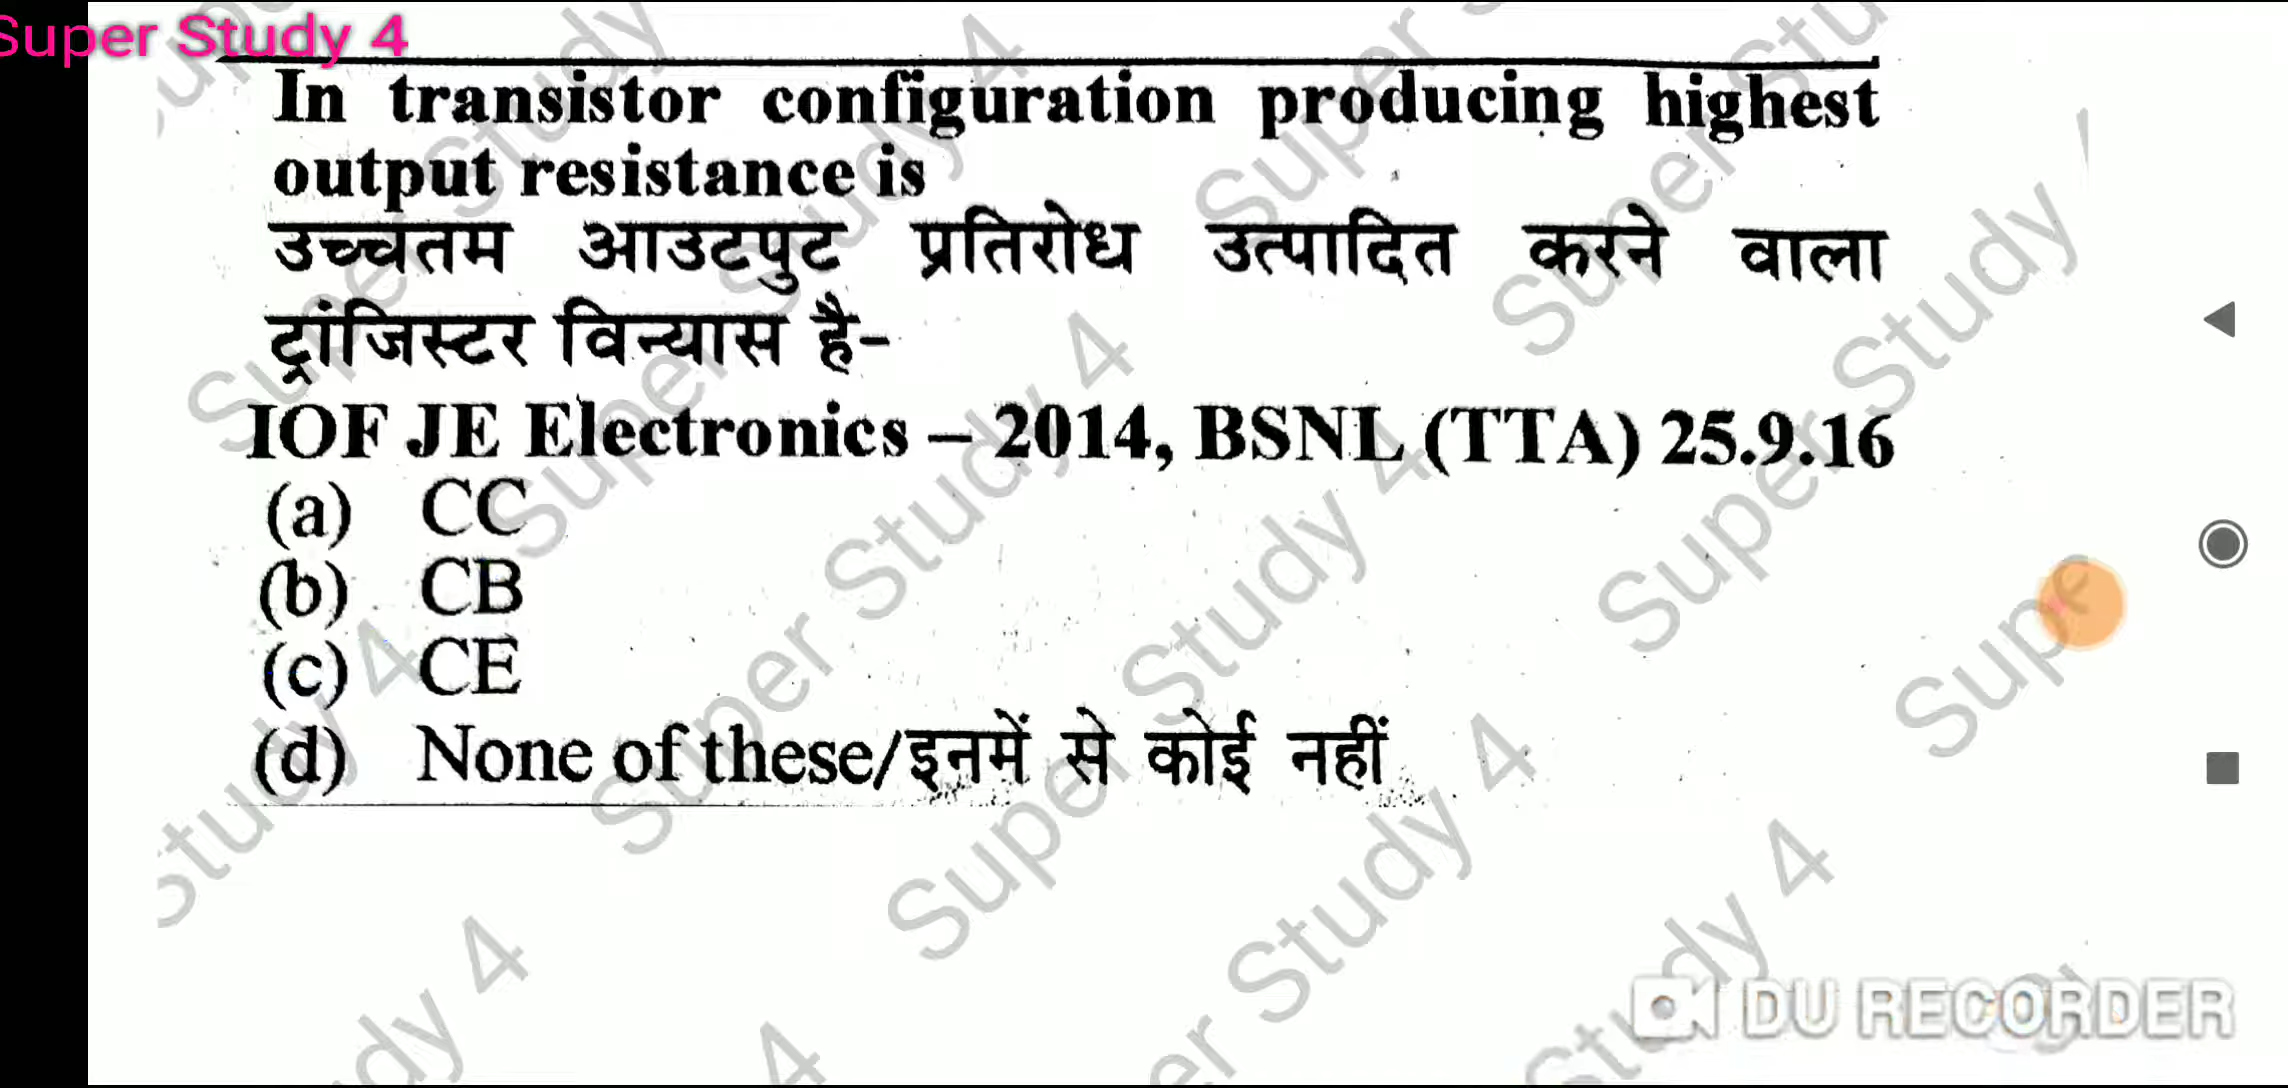 Super Study 4
In transistor configuration producing highest
output resistance is
उच्चतम आउटपुट प्रतिरोध उत्पादित करने वाला
ट्रांजिस्टर विन्यास है-
IOF JE Electronics – 2014, BSNL (TTA) 25.9.16
(a) CC
(b) CB
(c) CE
(d) None of these/इनमें से कोई नहीं
DU RECORDER